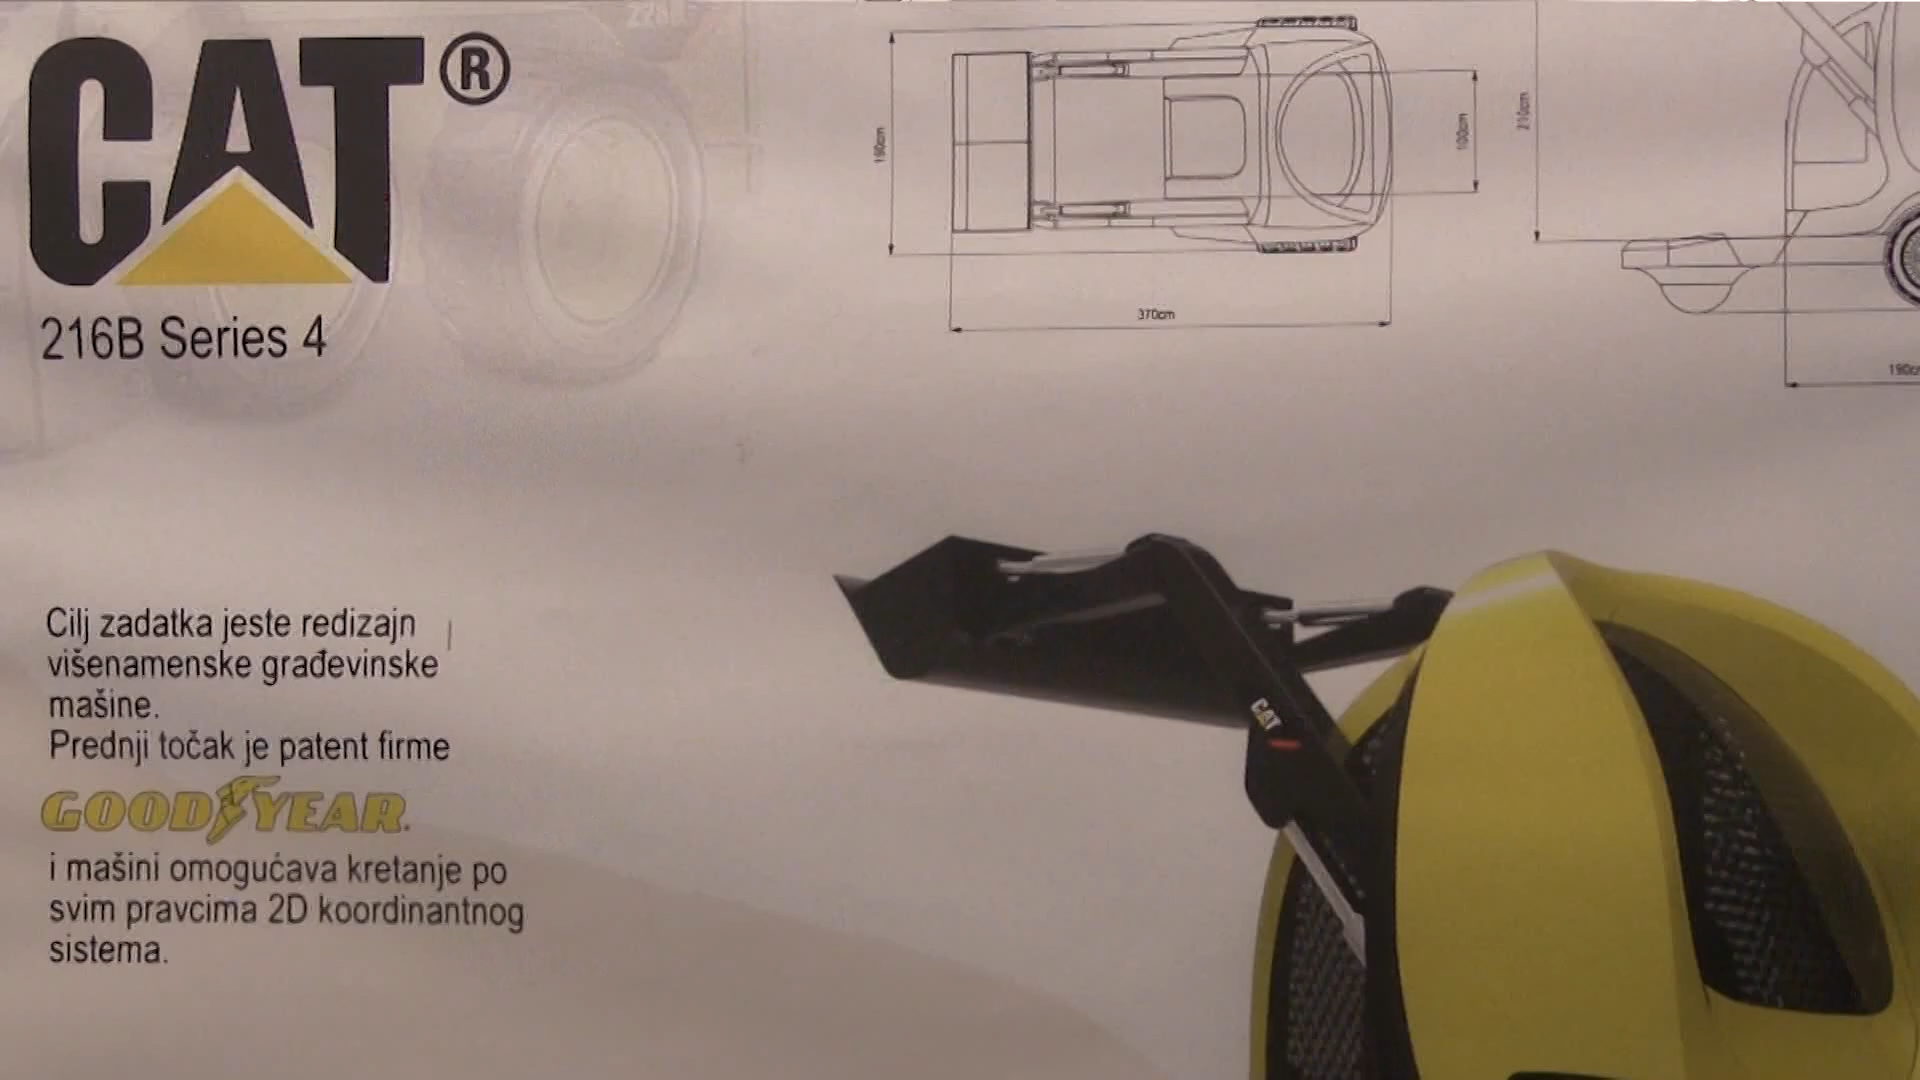 CAT®
216B Series 4
190cm
100cm
210cm
370cm
190c
Cilj zadatka jeste redizajn
višenamenske građevinske
mašine.
Prednji točak je patent firme
GOODYEAR.
i mašini omogućava kretanje po
svim pravcima 2D koordinantnog
sistema.
CAT